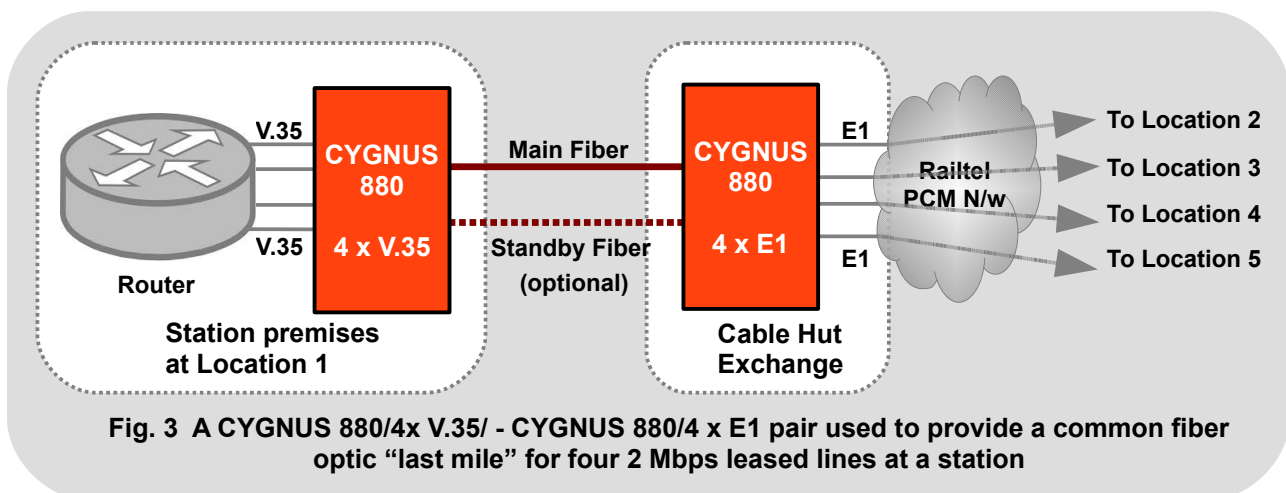 V.35
V.35
Router
CYGNUS
880
4 x V.35
Station premises
at Location 1
Main Fiber
Standby Fiber
(optional)
CYGNUS
880
4 x E1
Cable Hut
Exchange
E1
E1
Railtel
PCM N/w
To Location 2
To Location 3
To Location 4
To Location 5
Fig. 3 A CYGNUS 880/4x V.35/ - CYGNUS 880/4 x E1 pair used to provide a common fiber
optic “last mile” for four 2 Mbps leased lines at a station